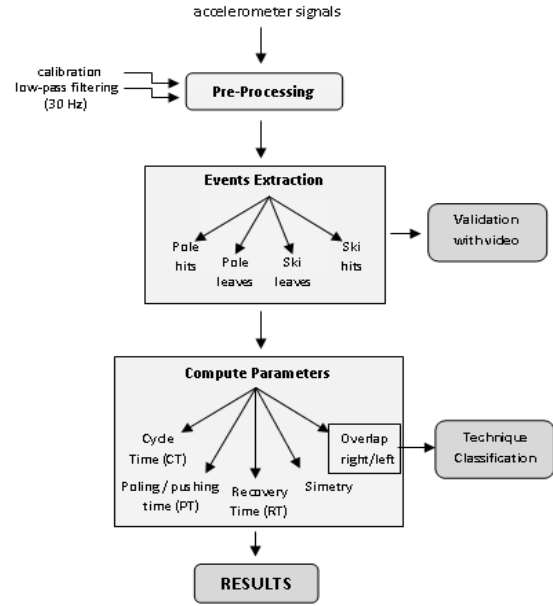 accelerometer signals
calibration
low-pass filtering
(30 Hz)
Pre-Processing
Events Extraction
Pole
hits
Pole
leaves
Ski
leaves
Ski
hits
Validation
with video
Compute Parameters
Cycle
Time (CT)
Poling / pushing
time (PT)
Recovery
Time (RT)
Simetry
Overlap
right/left
Technique
Classification
RESULTS